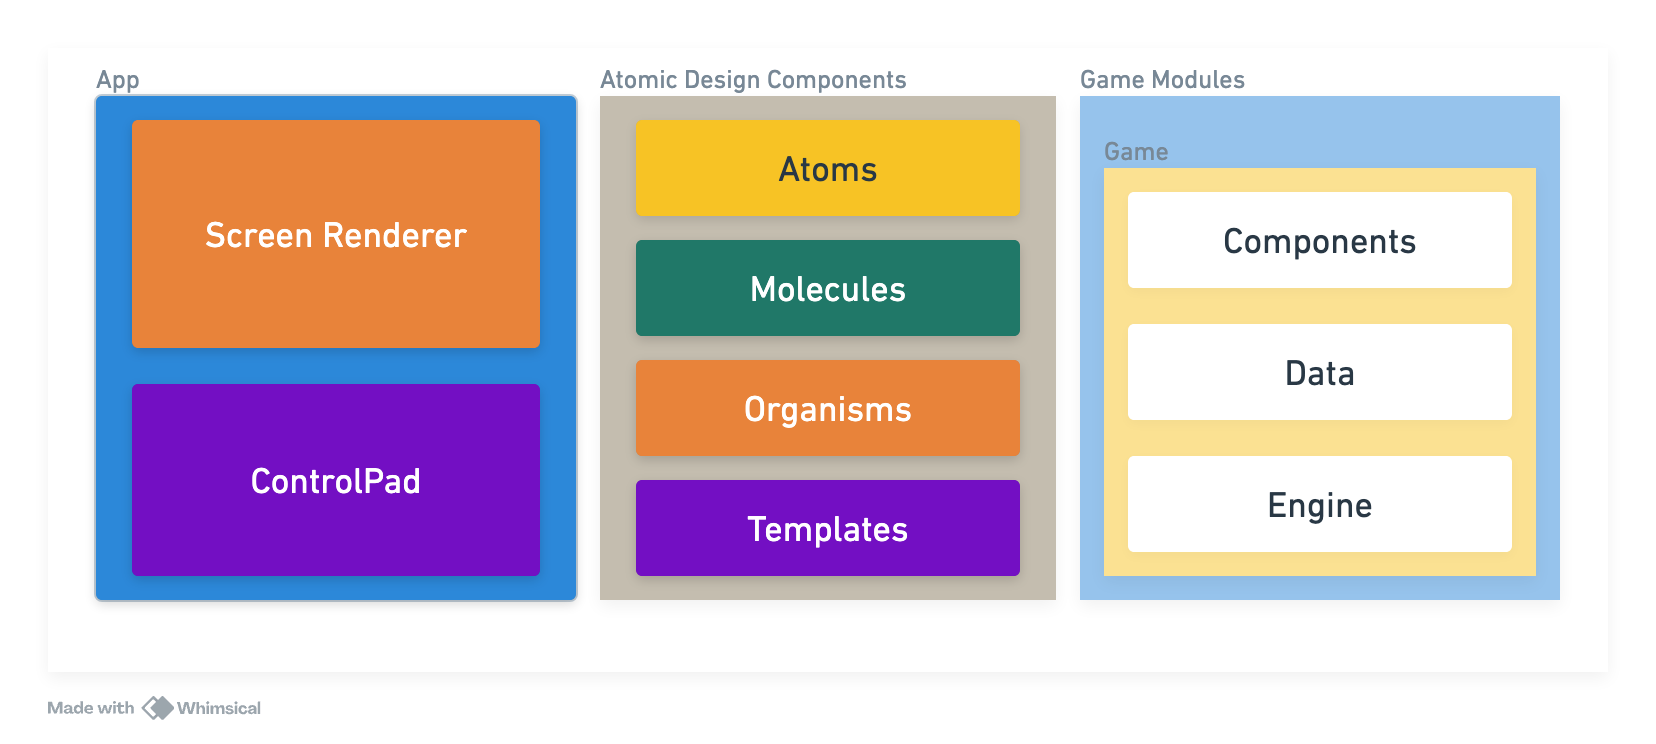 App
Screen Renderer
ControlPad
Atomic Design Components
Atoms
Molecules
Organisms
Templates
Game Modules
Game
Components
Data
Engine
Made with Whimsical